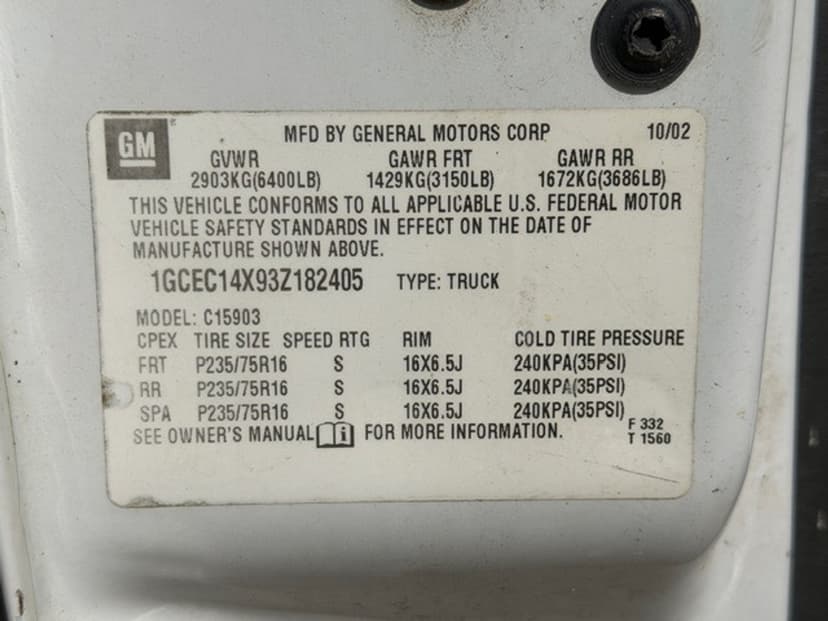 GM
MFD BY GENERAL MOTORS CORP 10/02
GVWR GAWR FRT GAWR RR
2903KG(6400LB) 1429KG(3150LB) 1672KG(3686LB)
THIS VEHICLE CONFORMS TO ALL APPLICABLE U.S. FEDERAL MOTOR
VEHICLE SAFETY STANDARDS IN EFFECT ON THE DATE OF
MANUFACTURE SHOWN ABOVE.
1GCEC14X93Z182405 TYPE: TRUCK
MODEL: C15903
CPEX TIRE SIZE SPEED RTG RIM COLD TIRE PRESSURE
FRT P235/75R16 S 16X6.5J 240KPA(35PSI)
RR P235/75R16 S 16X6.5J 240KPA(35PSI)
SPA P235/75R16 S 16X6.5J 240KPA(35PSI)
SEE OWNER'S MANUAL FOR MORE INFORMATION.
F 332
T 1560